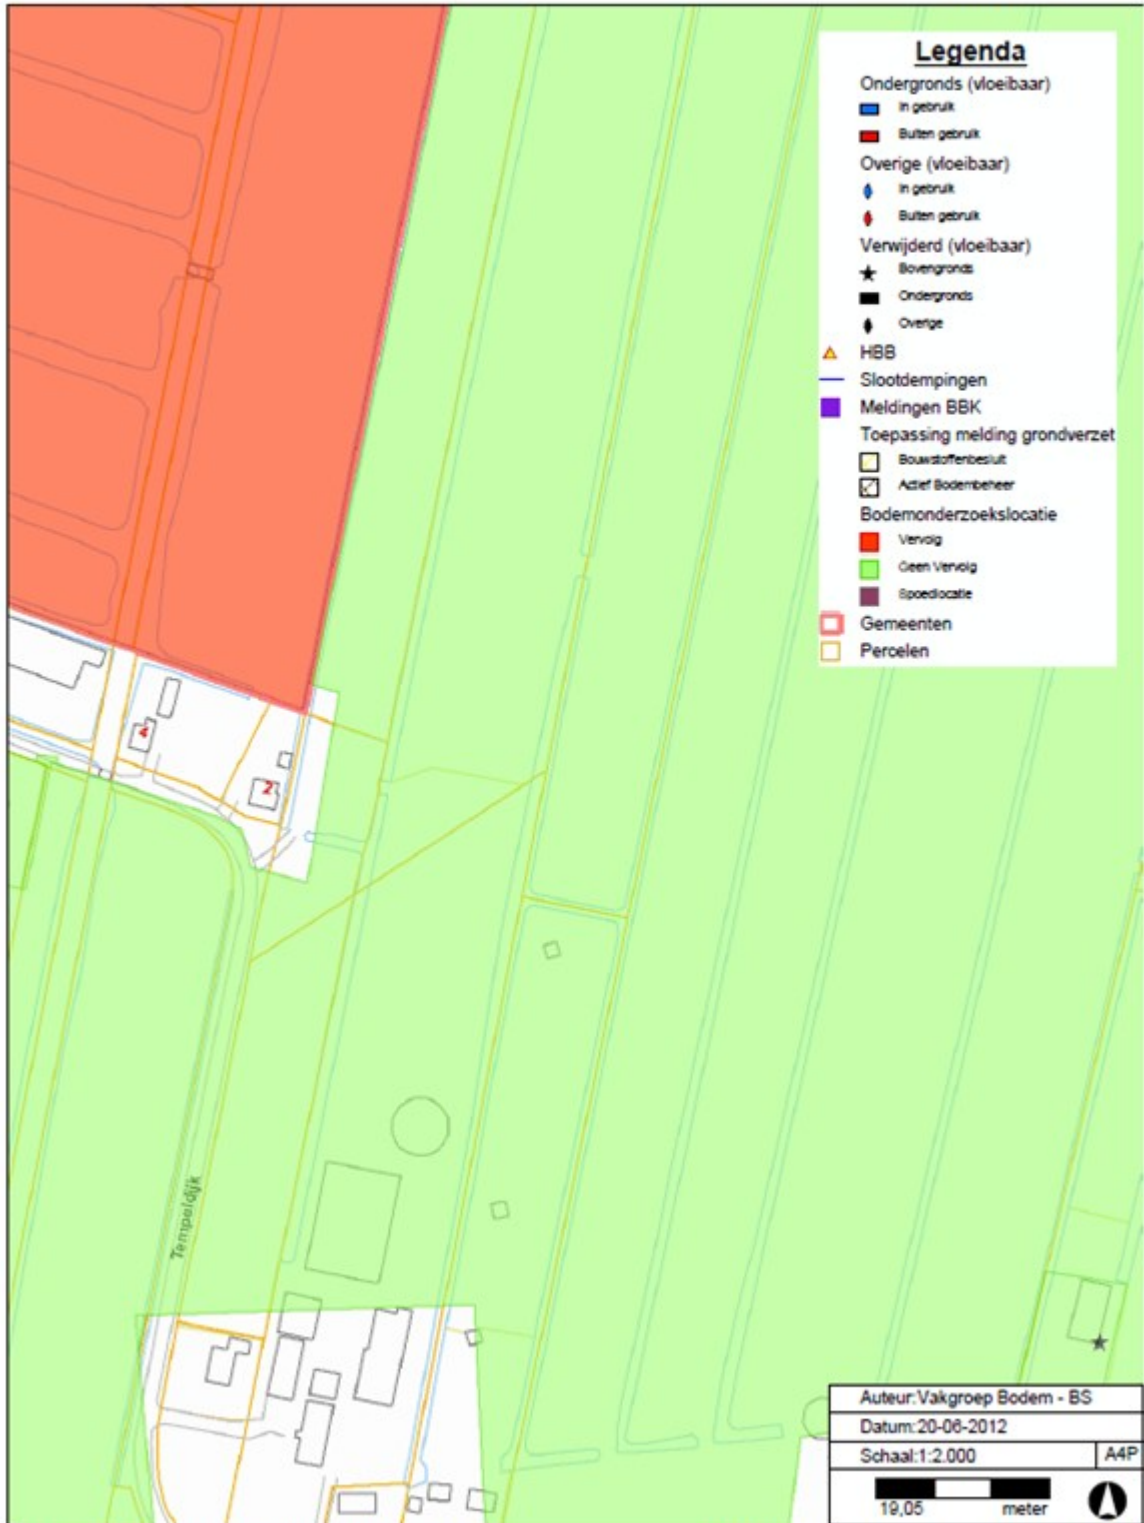 Legenda
Ondergronds (vloeibaar)
In gebruik
Buiten gebruik
Overige (vloeibaar)
In gebruik
Buiten gebruik
Verwijderd (vloeibaar)
Bovengronds
Ondergronds
Overige
HBB
Slootdempingen
Meldingen BBK
Toepassing melding grondverzet
Bouwstoffenbesluit
Actief Bodembeheer
Bodemonderzoekslocatie
Vervolg
Geen Vervolg
Spoedlocatie
Gemeenten
Percelen
4
2
Tempeldijk
Auteur:Vakgroep Bodem - BS
Datum:20-06-2012
Schaal:1:2.000 A4P
19,05 meter